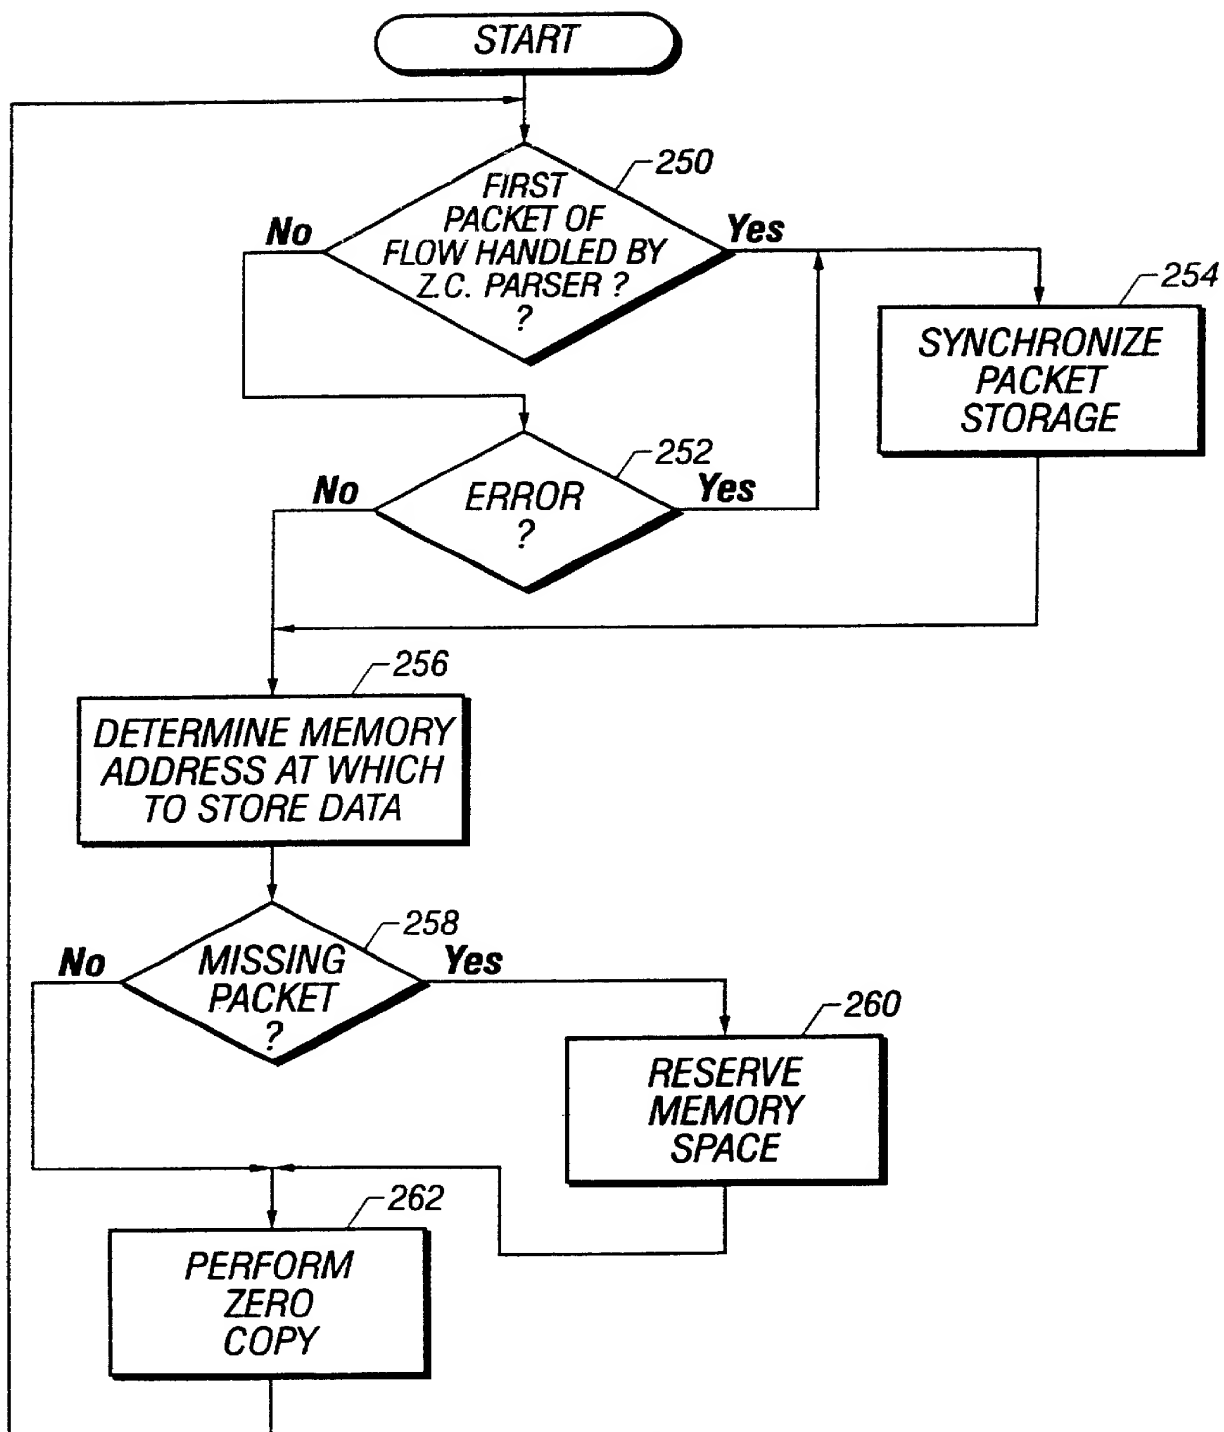 START
250
FIRST
PACKET OF
FLOW HANDLED BY
Z.C. PARSER ?
?
No
Yes
254
SYNCHRONIZE
PACKET
STORAGE
252
ERROR
?
No
Yes
256
DETERMINE MEMORY
ADDRESS AT WHICH
TO STORE DATA
258
MISSING
PACKET
?
No
Yes
260
RESERVE
MEMORY
SPACE
262
PERFORM
ZERO
COPY